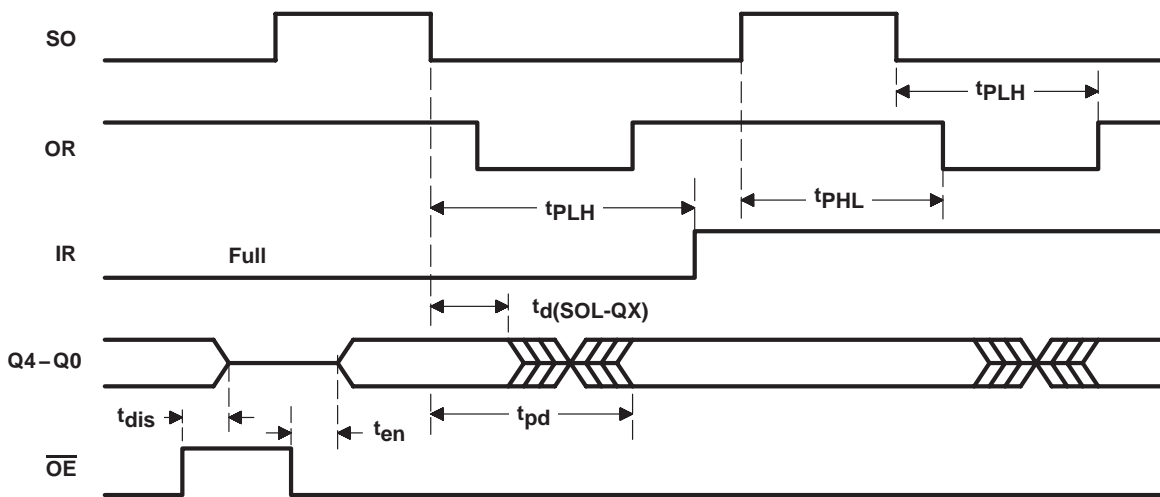 SO
tPLH
OR
tPLH
tPHL
IR
Full
td(SOL-QX)
Q4–Q0
tdis
ten
tpd
OE